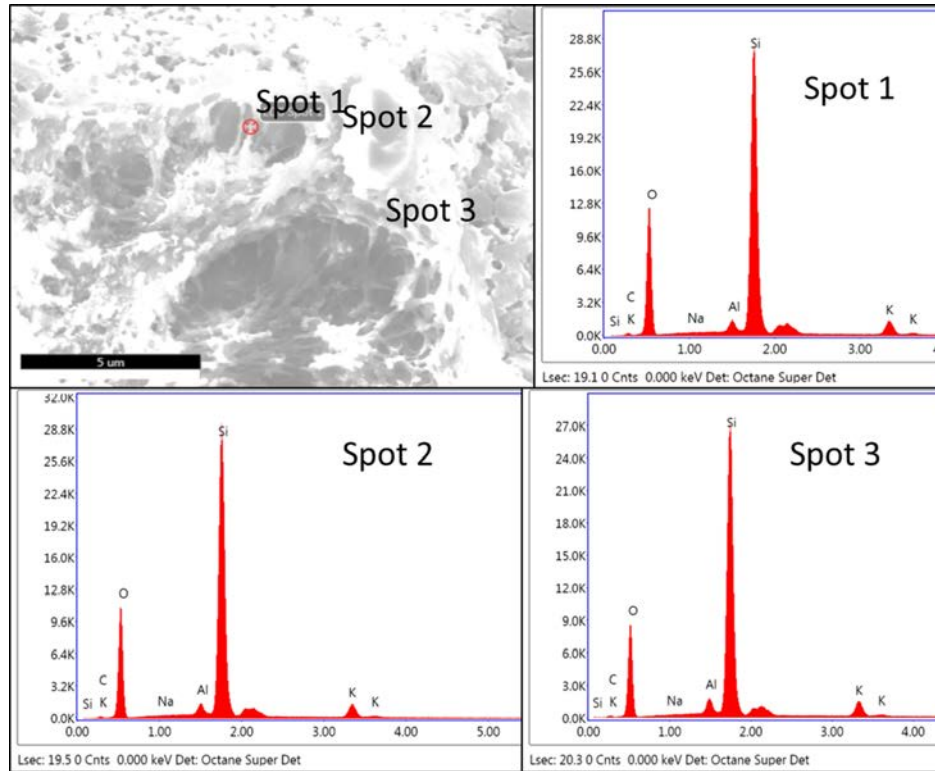 Spot 1
Spot 2
Spot 3
5 um
Spot 1
28.8K
25.6K
22.4K
19.2K
16.0K
12.8K
9.6K
6.4K
3.2K
0.0K
Si
O
C
Si K
Na
Al
K
K
0.00
1.00
2.00
3.00
Lsec: 19.1 0 Cnts 0.000 keV Det: Octane Super Det
Spot 2
32.0K
28.8K
25.6K
22.4K
19.2K
16.0K
12.8K
9.6K
6.4K
3.2K
0.0K
Si
O
C
Si K
Na
Al
K
K
0.00
1.00
2.00
3.00
4.00
5.00
Lsec: 19.5 0 Cnts 0.000 keV Det: Octane Super Det
Spot 3
27.0K
24.0K
21.0K
18.0K
15.0K
12.0K
9.0K
6.0K
3.0K
0.0K
Si
O
C
Si K
Na
Al
K
K
0.00
1.00
2.00
3.00
4.00
Lsec: 20.3 0 Cnts 0.000 keV Det: Octane Super Det